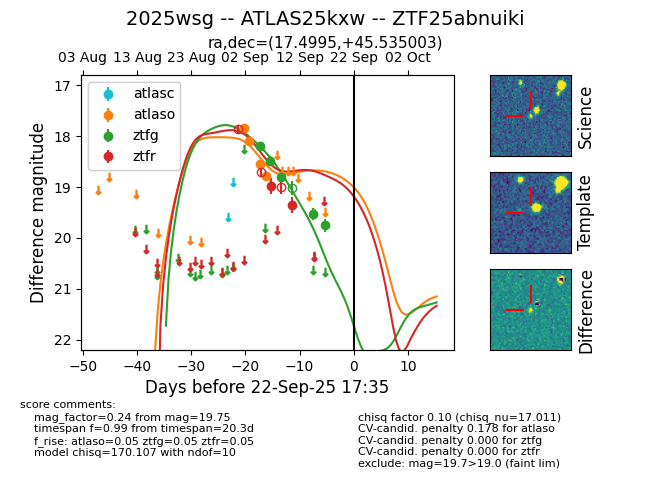 2025wsg -- ATLAS25kxw -- ZTF25abnuiki
ra,dec=(17.4995,+45.535003)
03 Aug 13 Aug 23 Aug 02 Sep 12 Sep 22 Sep 02 Oct
17
18
19
20
21
22
Difference magnitude
atlasc
atlaso
ztfg
ztfr
−50 −40 −30 −20 −10 0 10
Days before 22-Sep-25 17:35
Science
Template
Difference
score comments:
mag_factor=0.24 from mag=19.75
timespan f=0.99 from timespan=20.3d
f_rise: atlaso=0.05 ztfg=0.05 ztfr=0.05
model chisq=170.107 with ndof=10
chisq factor 0.10 (chisq_nu=17.011)
CV-candid. penalty 0.178 for atlaso
CV-candid. penalty 0.000 for ztfg
CV-candid. penalty 0.000 for ztfr
exclude: mag=19.7>19.0 (faint lim)